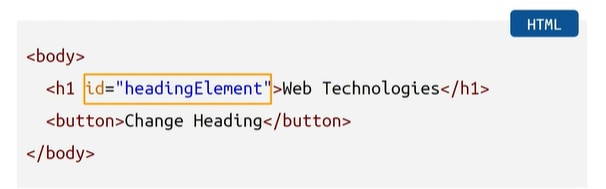 HTML
<body>
<h1 id="headingElement">Web Technologies</h1>
<button>Change Heading</button>
</body>